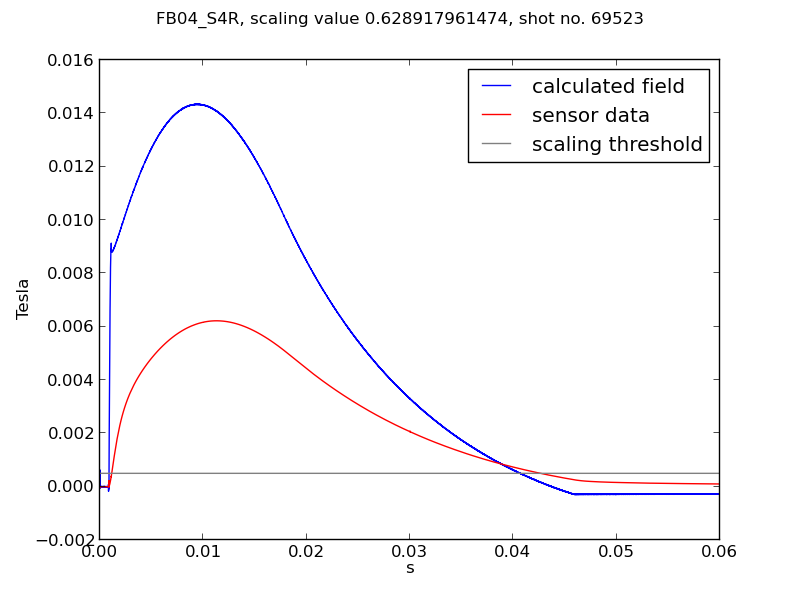 FB04_S4R, scaling value 0.628917961474, shot no. 69523
0.016
0.014
0.012
0.010
0.008
0.006
0.004
0.002
0.000
−0.002
Tesla
calculated field
sensor data
scaling threshold
0.00 0.01 0.02 0.03 0.04 0.05 0.06
s